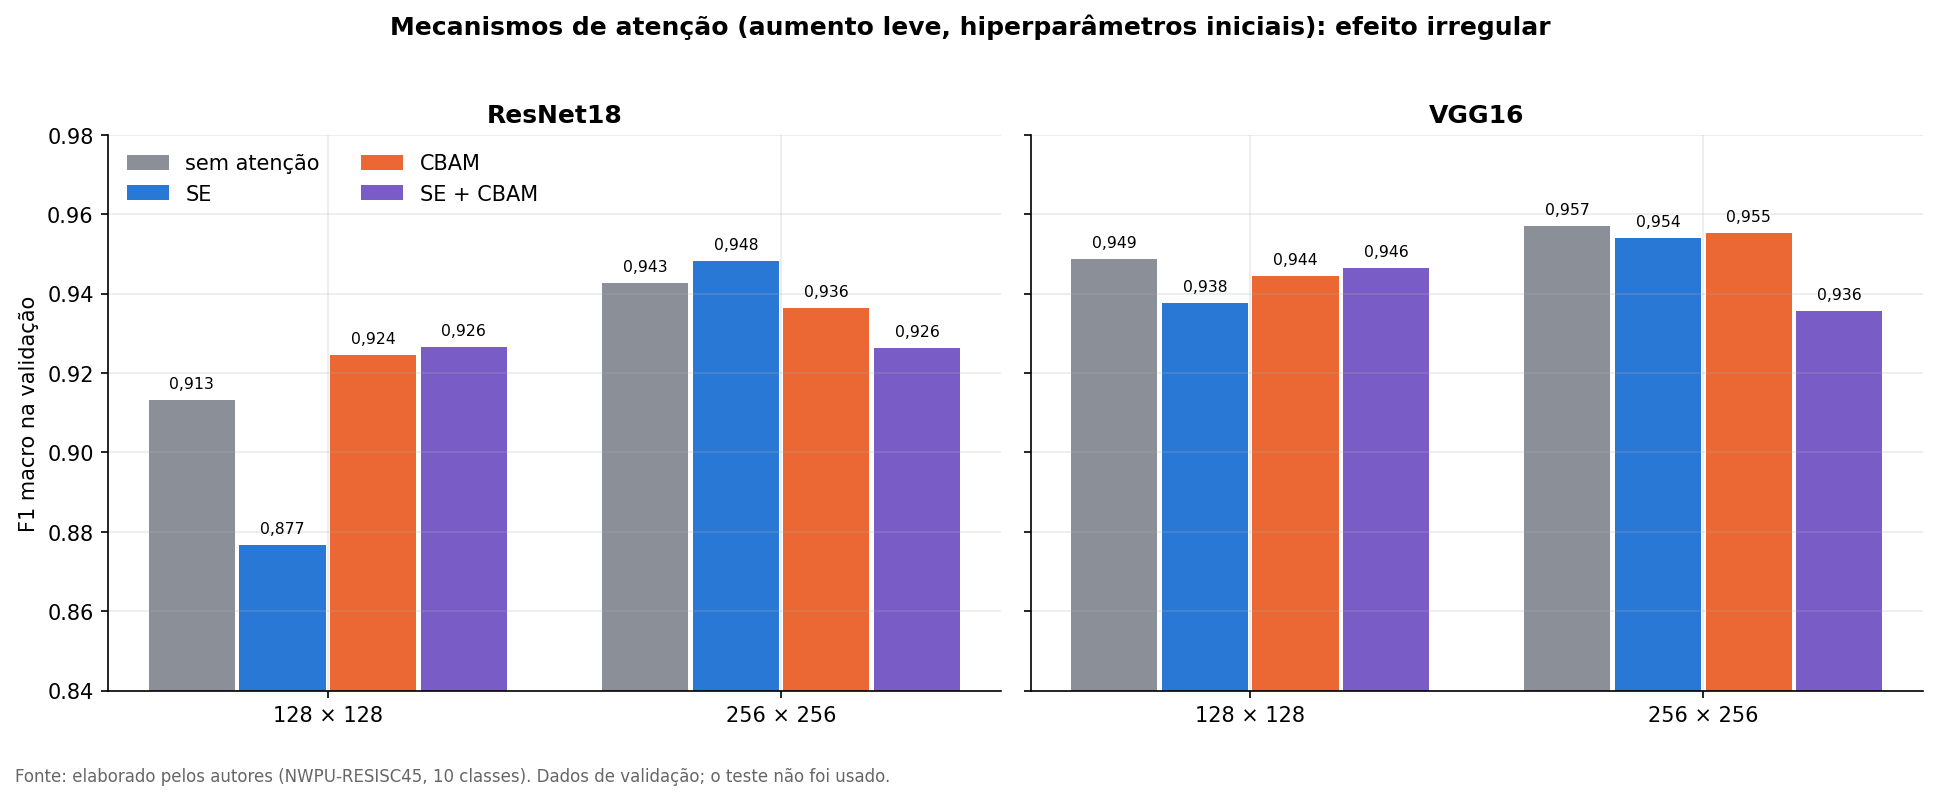 Mecanismos de atenção (aumento leve, hiperparâmetros iniciais): efeito irregular
ResNet18
VGG16
F1 macro na validação
0.98
0.96
0.94
0.92
0.90
0.88
0.86
0.84
sem atenção
SE
CBAM
SE + CBAM
0,913
0,877
0,924
0,926
0,943
0,948
0,936
0,926
0,949
0,938
0,944
0,946
0,957
0,954
0,955
0,936
128 × 128
256 × 256
128 × 128
256 × 256
Fonte: elaborado pelos autores (NWPU-RESISC45, 10 classes). Dados de validação; o teste não foi usado.